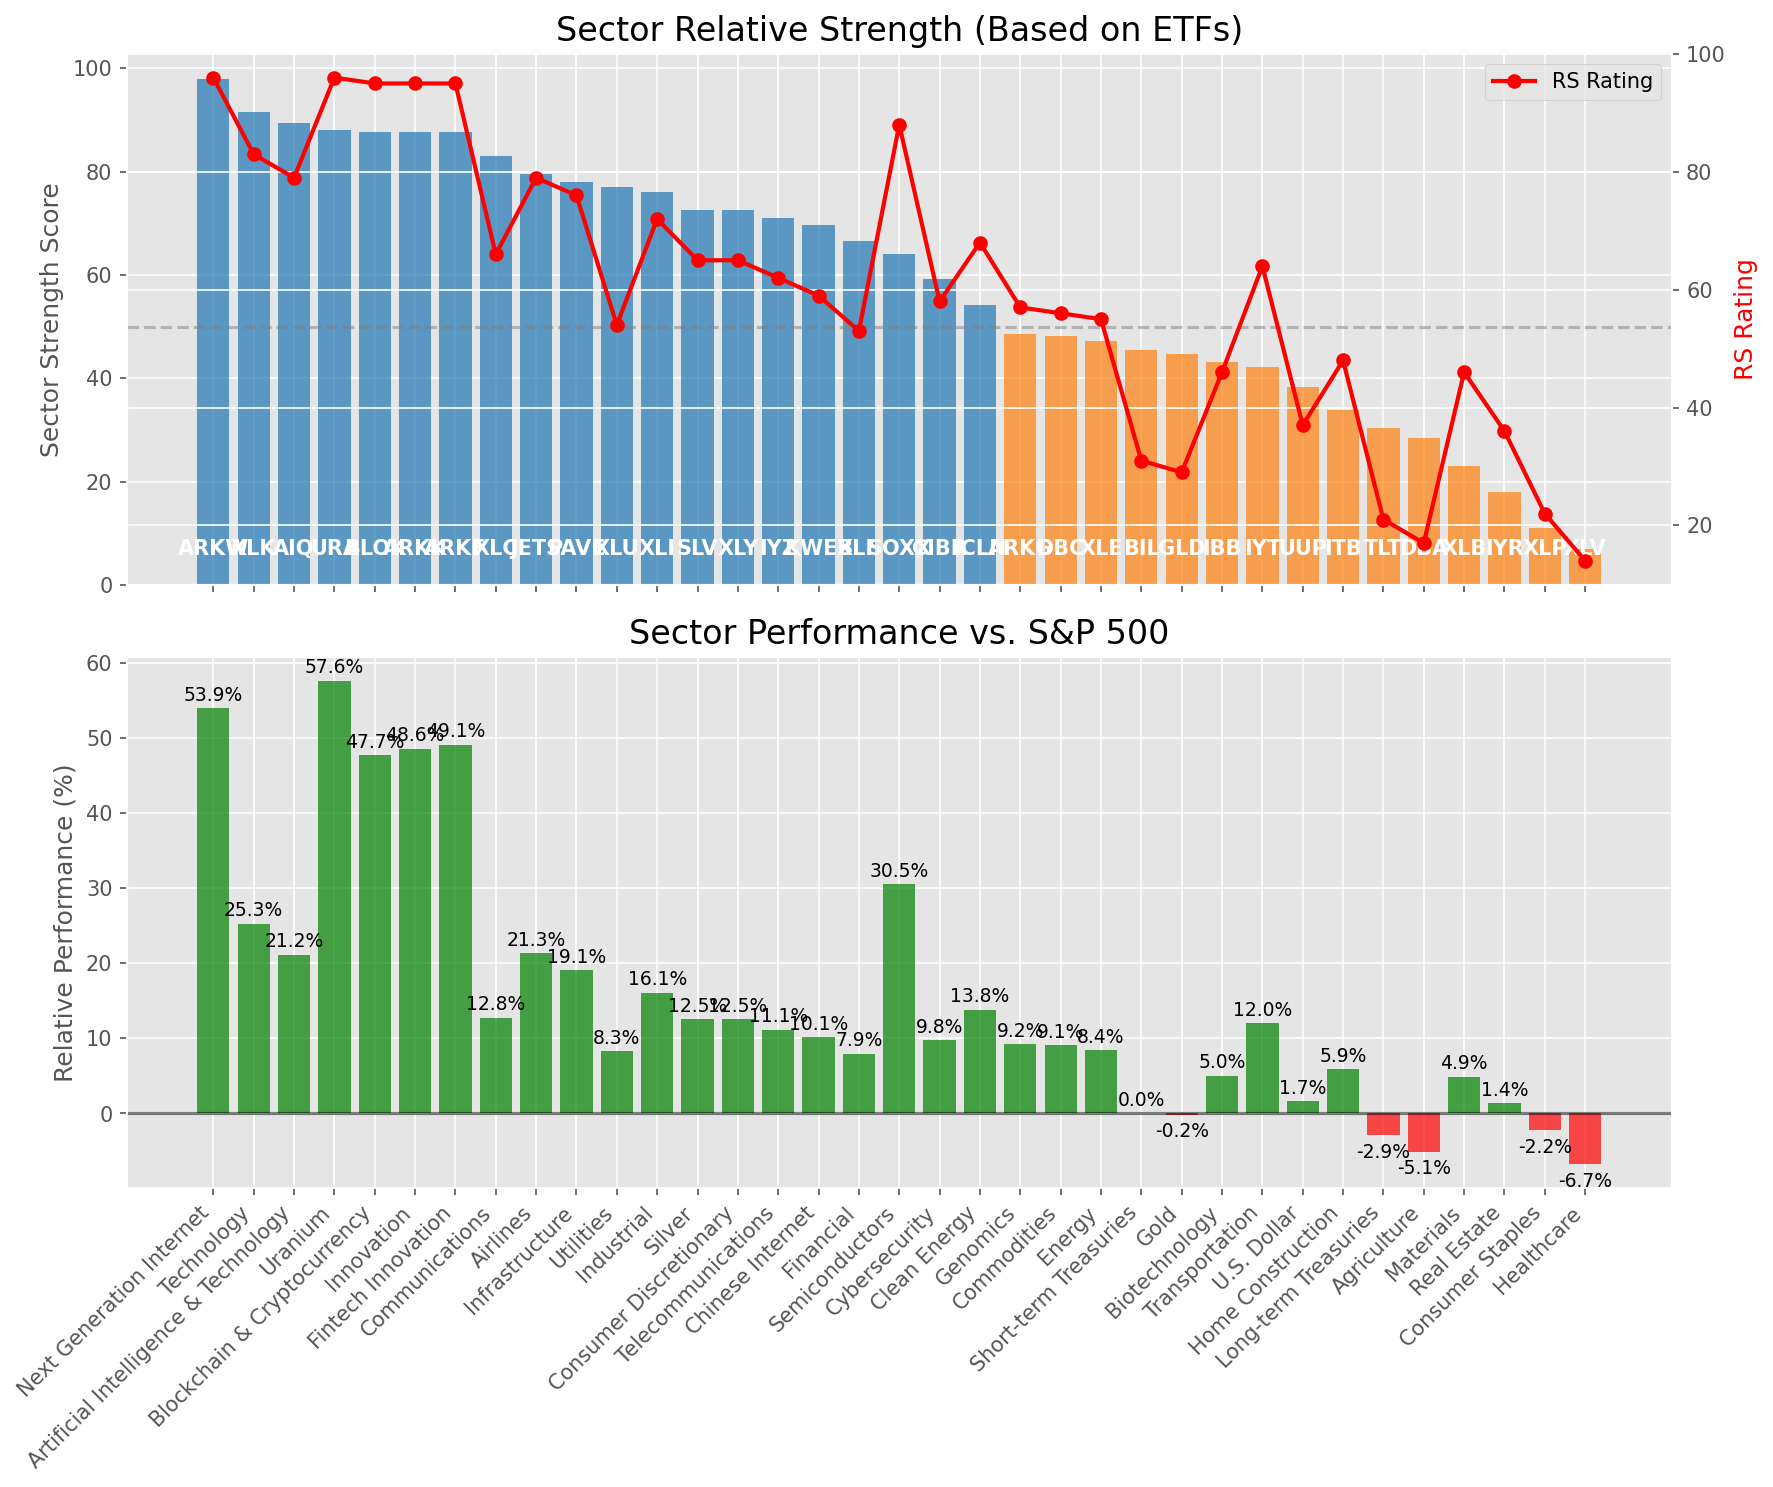 Sector Relative Strength (Based on ETFs)
Sector Strength Score
100
80
60
40
20
0
RS Rating
100
80
60
40
20
RS Rating
ARKW
XLK
AIQ
URA
BLOK
ARKK
ARKF
XLC
JETS
PAVE
XLU
XLI
SLV
XLY
IYZ
KWEB
XLF
SOXX
CIBR
ICLN
ARKG
DBC
XLE
BIL
GLD
IBB
IYT
UUP
ITB
TLT
DBA
XLB
IYR
XLP
XLV
Sector Performance vs. S&P 500
Relative Performance (%)
60
50
40
30
20
10
0
53.9%
25.3%
21.2%
57.6%
47.7%
48.6%
49.1%
12.8%
21.3%
19.1%
8.3%
16.1%
12.5%
12.5%
11.1%
10.1%
7.9%
30.5%
9.8%
13.8%
9.2%
9.1%
8.4%
0.0%
-0.2%
5.0%
12.0%
1.7%
5.9%
-2.9%
-5.1%
4.9%
1.4%
-2.2%
-6.7%
Next Generation Internet
Technology
Artificial Intelligence & Technology
Uranium
Blockchain & Cryptocurrency
Innovation
Fintech Innovation
Communications
Airlines
Infrastructure
Utilities
Industrial
Silver
Consumer Discretionary
Telecommunications
Chinese Internet
Financial
Semiconductors
Cybersecurity
Clean Energy
Genomics
Commodities
Energy
Short-term Treasuries
Gold
Biotechnology
Transportation
U.S. Dollar
Home Construction
Long-term Treasuries
Agriculture
Materials
Real Estate
Consumer Staples
Healthcare